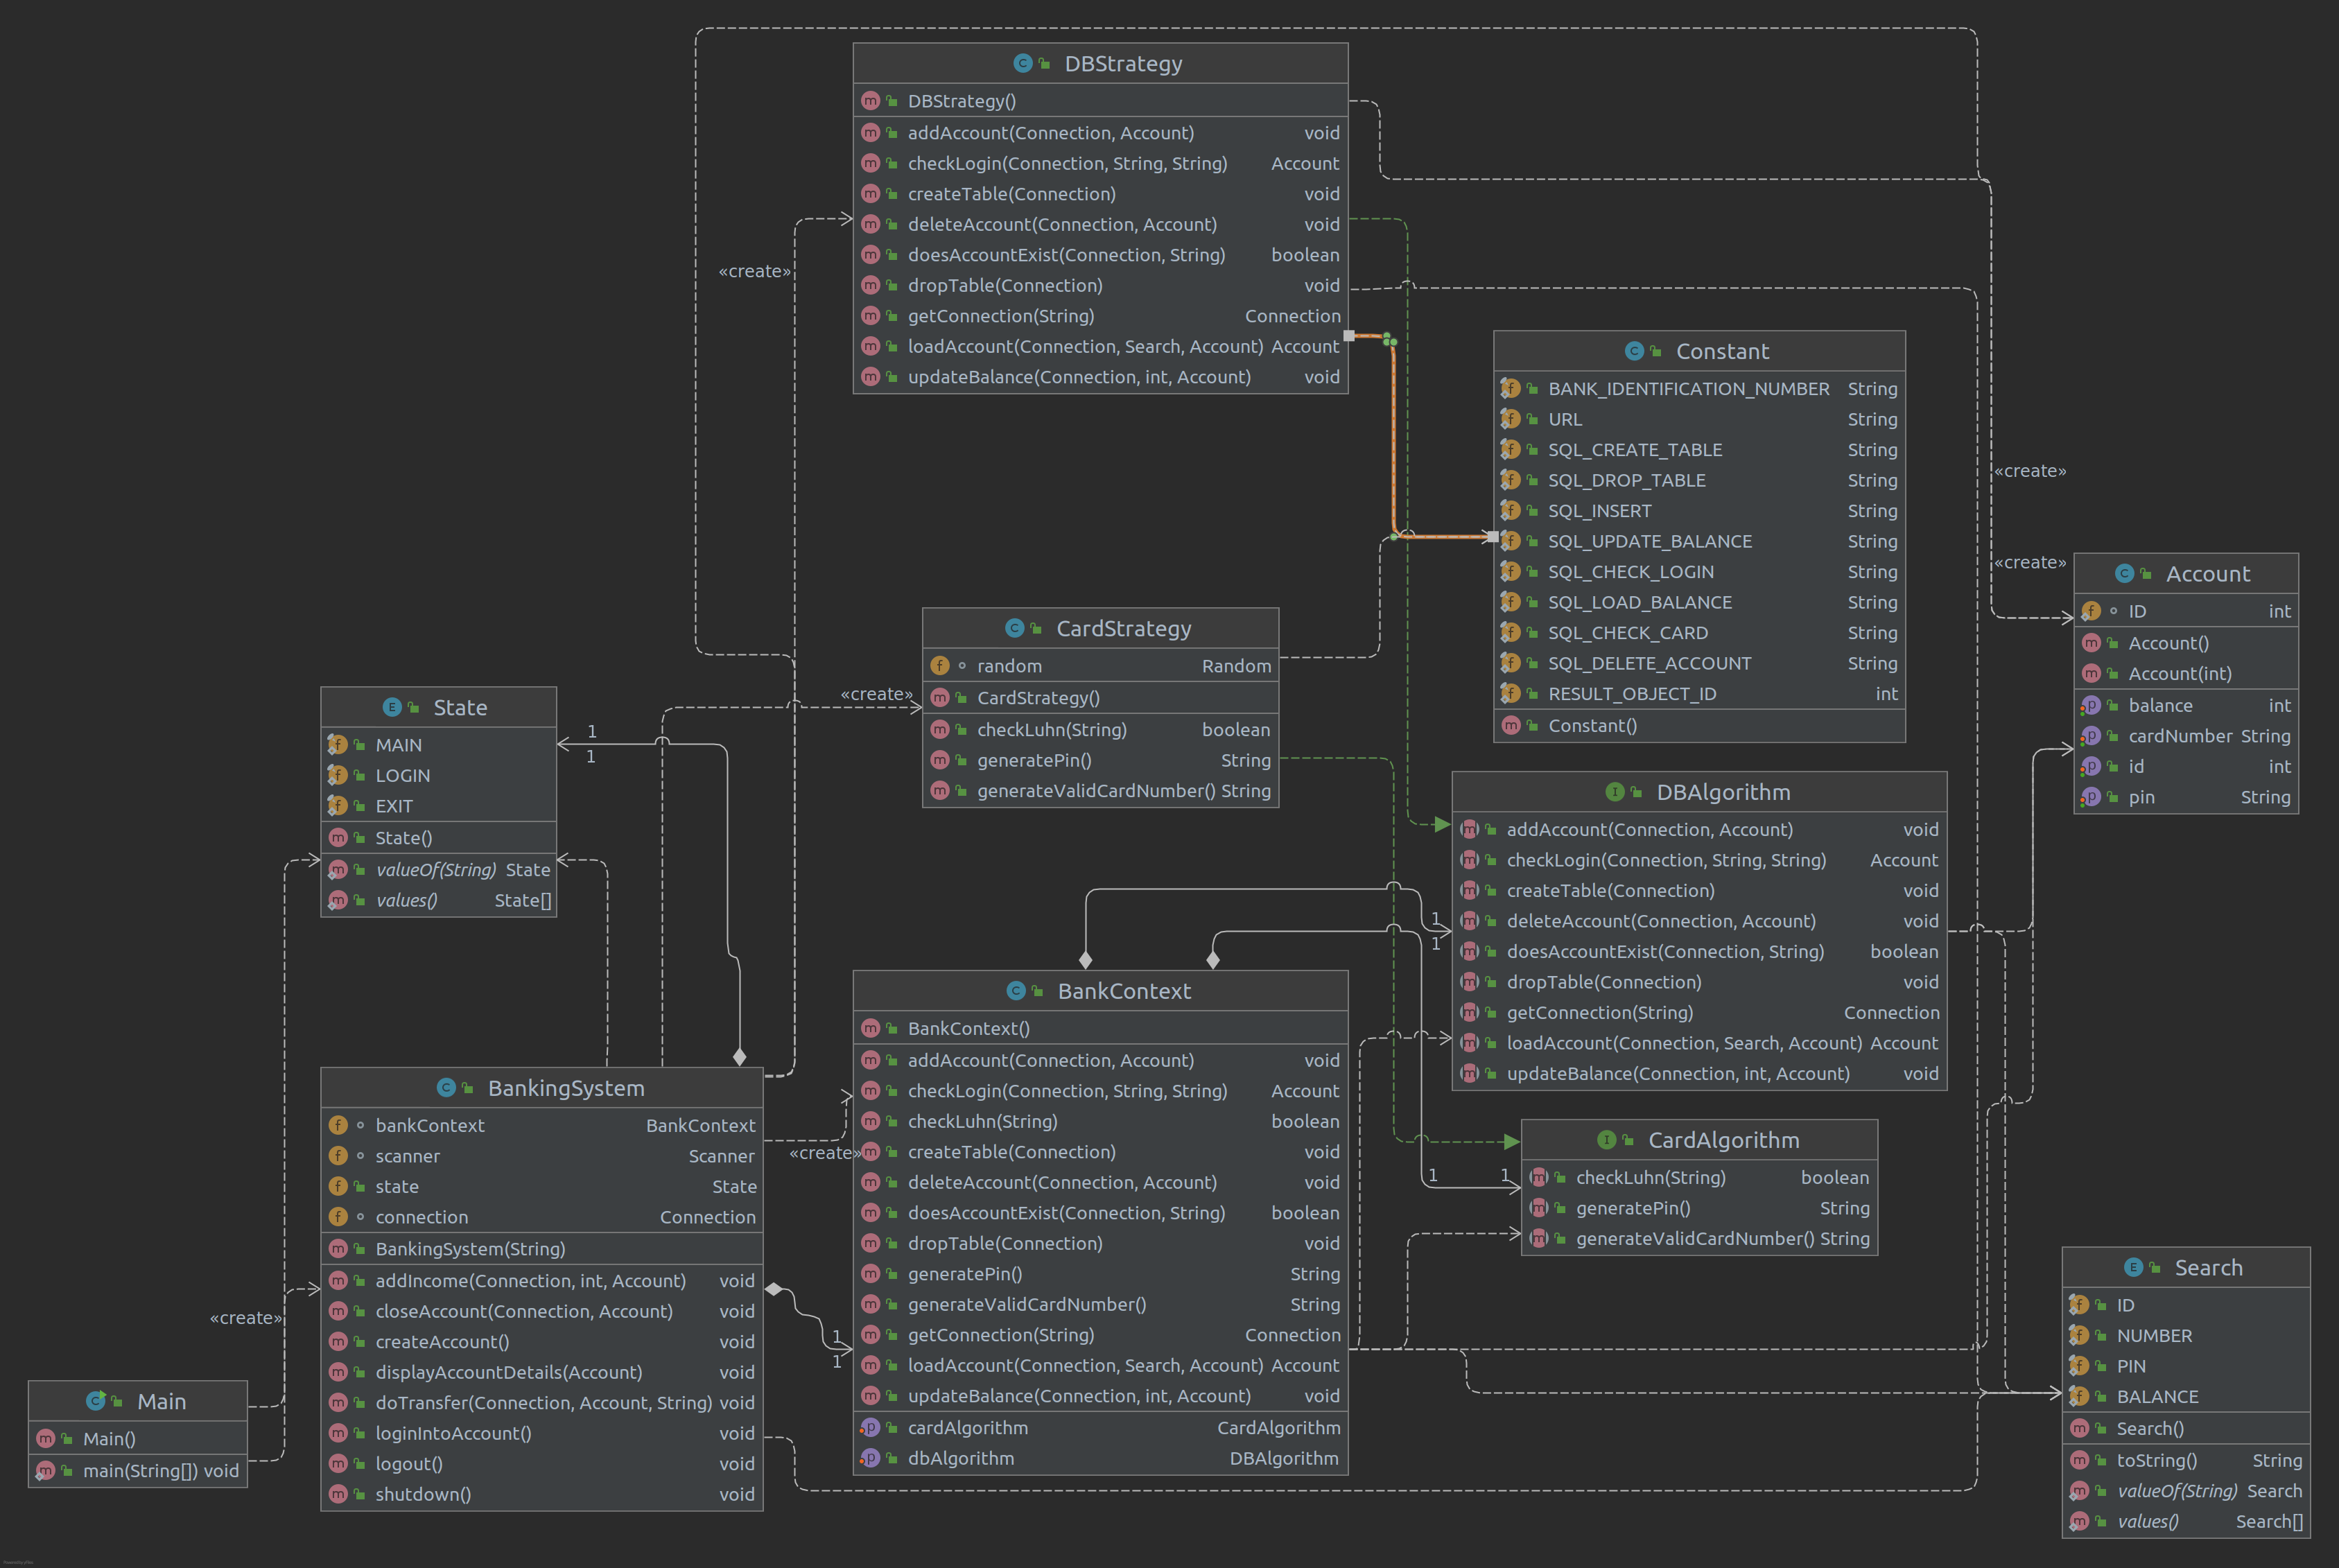 DBStrategy
DBStrategy()
addAccount(Connection, Account) void
checkLogin(Connection, String, String) Account
createTable(Connection) void
deleteAccount(Connection, Account) void
doesAccountExist(Connection, String) boolean
dropTable(Connection) void
getConnection(String) Connection
loadAccount(Connection, Search, Account) Account
updateBalance(Connection, int, Account) void
«create»
Constant
BANK_IDENTIFICATION_NUMBER String
URL String
SQL_CREATE_TABLE String
SQL_DROP_TABLE String
SQL_INSERT String
SQL_UPDATE_BALANCE String
SQL_CHECK_LOGIN String
SQL_LOAD_BALANCE String
SQL_CHECK_CARD String
SQL_DELETE_ACCOUNT String
RESULT_OBJECT_ID int
Constant()
«create»
«create»
Account
ID int
Account()
Account(int)
balance int
cardNumber String
id int
pin String
CardStrategy
random Random
CardStrategy()
checkLuhn(String) boolean
generatePin() String
generateValidCardNumber() String
«create»
State
MAIN
LOGIN
EXIT
State()
valueOf(String) State
values() State[]
1
1
DBAlgorithm
addAccount(Connection, Account) void
checkLogin(Connection, String, String) Account
createTable(Connection) void
deleteAccount(Connection, Account) void
doesAccountExist(Connection, String) boolean
dropTable(Connection) void
getConnection(String) Connection
loadAccount(Connection, Search, Account) Account
updateBalance(Connection, int, Account) void
1
1
BankContext
BankContext()
addAccount(Connection, Account) void
checkLogin(Connection, String, String) Account
checkLuhn(String) boolean
createTable(Connection) void
deleteAccount(Connection, Account) void
doesAccountExist(Connection, String) boolean
dropTable(Connection) void
generatePin() String
generateValidCardNumber() String
getConnection(String) Connection
loadAccount(Connection, Search, Account) Account
updateBalance(Connection, int, Account) void
cardAlgorithm CardAlgorithm
dbAlgorithm DBAlgorithm
BankingSystem
bankContext BankContext
scanner Scanner
state State
connection Connection
BankingSystem(String)
addIncome(Connection, int, Account) void
closeAccount(Connection, Account) void
createAccount() void
displayAccountDetails(Account) void
doTransfer(Connection, Account, String) void
loginIntoAccount() void
logout() void
shutdown() void
«create»
1
1
CardAlgorithm
checkLuhn(String) boolean
generatePin() String
generateValidCardNumber() String
1 1
Search
ID
NUMBER
PIN
BALANCE
Search()
toString() String
valueOf(String) Search
values() Search[]
«create»
Main
Main()
main(String[]) void